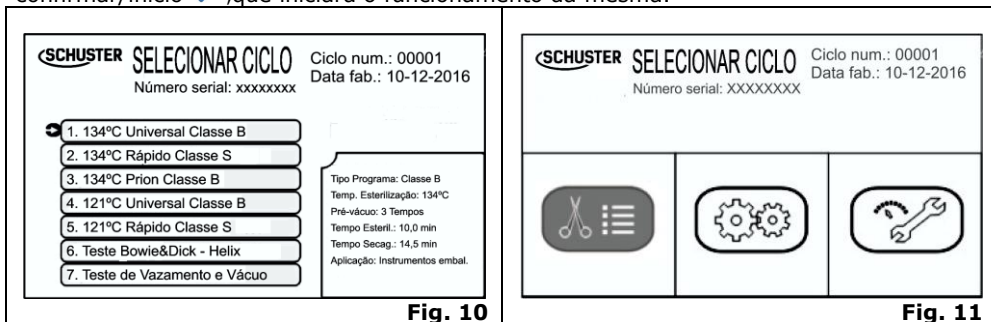 confirmar/início ,que iniciará o funcionamento da mesma.
SCHUSTER SELECIONAR CICLO
Número serial: xxxxxxxx
Ciclo num.: 00001
Data fab.: 10-12-2016
1. 134ºC Universal Classe B
2. 134ºC Rápido Classe S
3. 134ºC Prion Classe B
4. 121ºC Universal Classe B
5. 121ºC Rápido Classe S
6. Teste Bowie&Dick - Helix
7. Teste de Vazamento e Vácuo
Tipo Programa: Classe B
Temp. Esterilização: 134ºC
Pré-vácuo: 3 Tempos
Tempo Esteril.: 10,0 min
Tempo Secag.: 14,5 min
Aplicação: Instrumentos embal.
Fig. 10
SCHUSTER SELECIONAR CICLO
Número serial: XXXXXXXX
Ciclo num.: 00001
Data fab.: 10-12-2016
Fig. 11